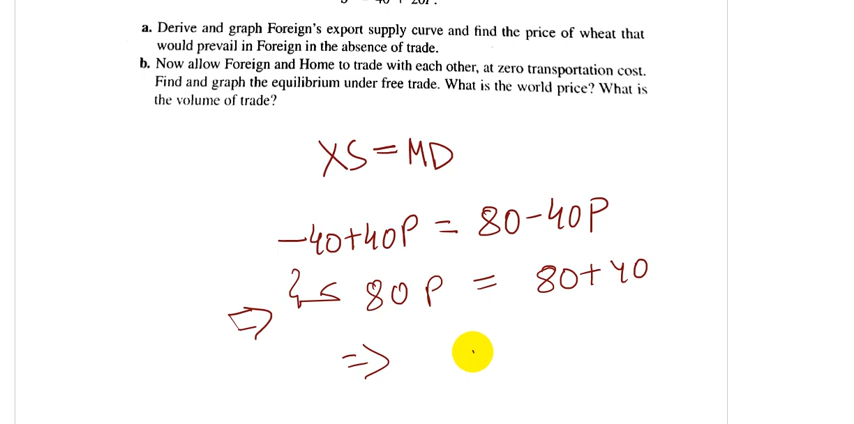 a. Derive and graph Foreign's export supply curve and find the price of wheat that
would prevail in Foreign in the absence of trade.
b. Now allow Foreign and Home to trade with each other, at zero transportation cost.
Find and graph the equilibrium under free trade. What is the world price? What is
the volume of trade?
XS = MD
-40+40P = 80-40P
⇒ 80P = 80+40
⇒